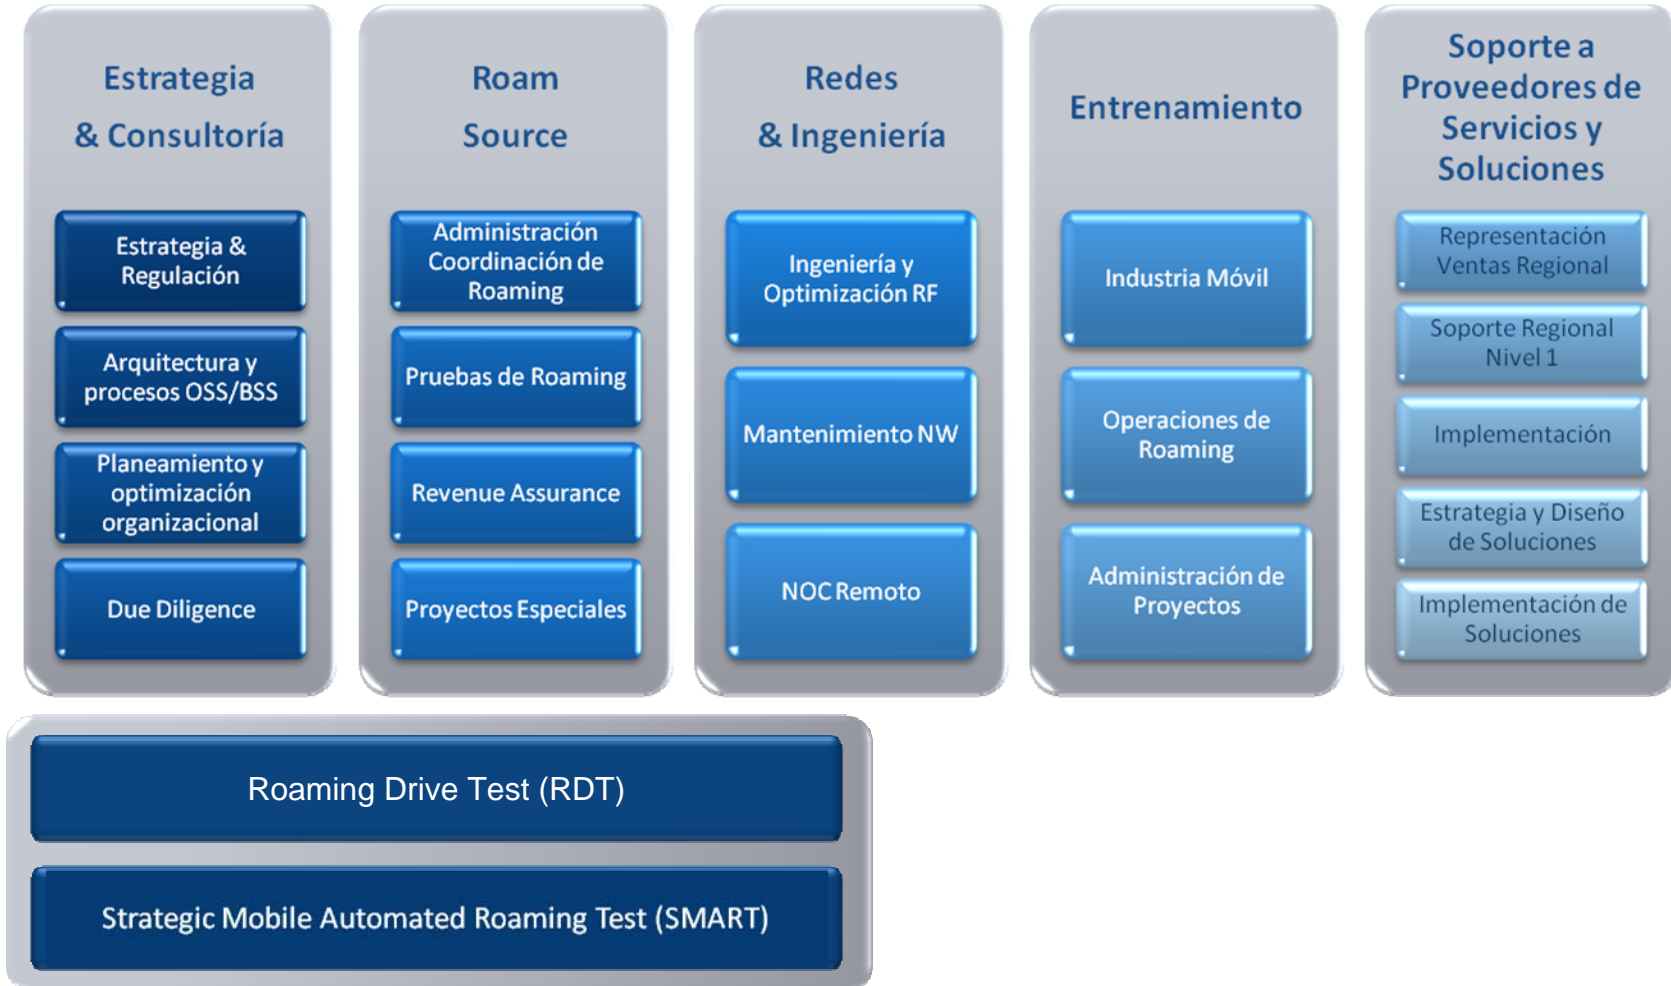 Estrategia
& Consultoría
Estrategia &
Regulación
Arquitectura y
procesos OSS/BSS
Planeamiento y
optimización
organizacional
Due Diligence
Roam
Source
Administración
Coordinación de
Roaming
Pruebas de Roaming
Revenue Assurance
Proyectos Especiales
Redes
& Ingeniería
Ingeniería y
Optimización RF
Mantenimiento NW
NOC Remoto
Entrenamiento
Industria Móvil
Operaciones de
Roaming
Administración de
Proyectos
Soporte a
Proveedores de
Servicios y
Soluciones
Representación
Ventas Regional
Soporte Regional
Nivel 1
Implementación
Estrategia y Diseño
de Soluciones
Implementación de
Soluciones
Roaming Drive Test (RDT)
Strategic Mobile Automated Roaming Test (SMART)